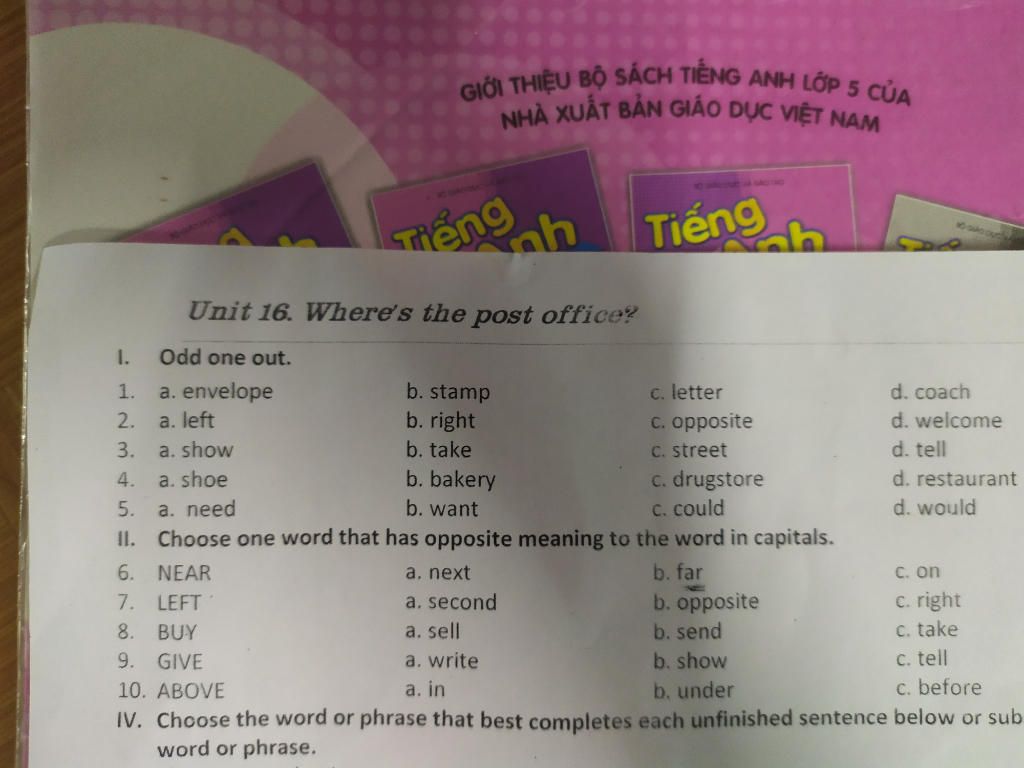 GIỚI THIỆU BỘ SÁCH TIẾNG ANH LỚP 5 CỦA
NHÀ XUẤT BẢN GIÁO DỤC VIỆT NAM
Tiếng Anh
Tiếng Anh
Unit 16. Where's the post office?
I. Odd one out.
1. a. envelope b. stamp c. letter d. coach
2. a. left b. right c. opposite d. welcome
3. a. show b. take c. street d. tell
4. a. shoe b. bakery c. drugstore d. restaurant
5. a. need b. want c. could d. would
II. Choose one word that has opposite meaning to the word in capitals.
6. NEAR a. next b. far c. on
7. LEFT a. second b. opposite c. right
8. BUY a. sell b. send c. take
9. GIVE a. write b. show c. tell
10. ABOVE a. in b. under c. before
IV. Choose the word or phrase that best completes each unfinished sentence below or sub
word or phrase.